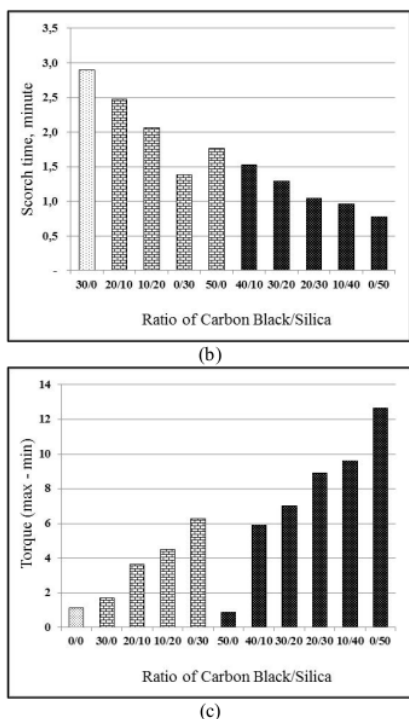 3,5
3,0
2,5
2,0
1,5
1,0
0,5
-
Scorch time, minute
30/0 20/10 10/20 0/30 50/0 40/10 30/20 20/30 10/40 0/50
Ratio of Carbon Black/Silica
(b)
14
12
10
8
6
4
2
0
Torque (max - min)
0/0 30/0 20/10 10/20 0/30 50/0 40/10 30/20 20/30 10/40 0/50
Ratio of Carbon Black/Silica
(c)